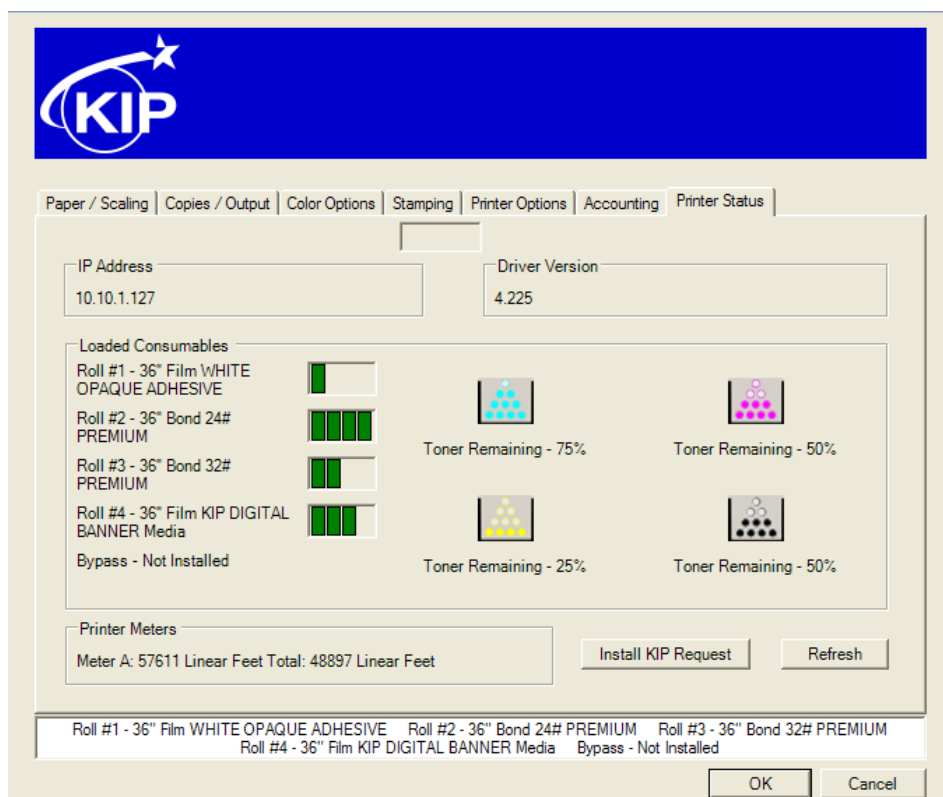 KIP
Paper / Scaling Copies / Output Color Options Stamping Printer Options Accounting Printer Status
IP Address
10.10.1.127
Driver Version
4.225
Loaded Consumables
Roll #1 - 36" Film WHITE
OPAQUE ADHESIVE
Roll #2 - 36" Bond 24#
PREMIUM
Roll #3 - 36" Bond 32#
PREMIUM
Roll #4 - 36" Film KIP DIGITAL
BANNER Media
Bypass - Not Installed
Toner Remaining - 75%
Toner Remaining - 50%
Toner Remaining - 25%
Toner Remaining - 50%
Printer Meters
Meter A: 57611 Linear Feet Total: 48897 Linear Feet
Install KIP Request
Refresh
Roll #1 - 36" Film WHITE OPAQUE ADHESIVE Roll #2 - 36" Bond 24# PREMIUM Roll #3 - 36" Bond 32# PREMIUM
Roll #4 - 36" Film KIP DIGITAL BANNER Media Bypass - Not Installed
OK
Cancel